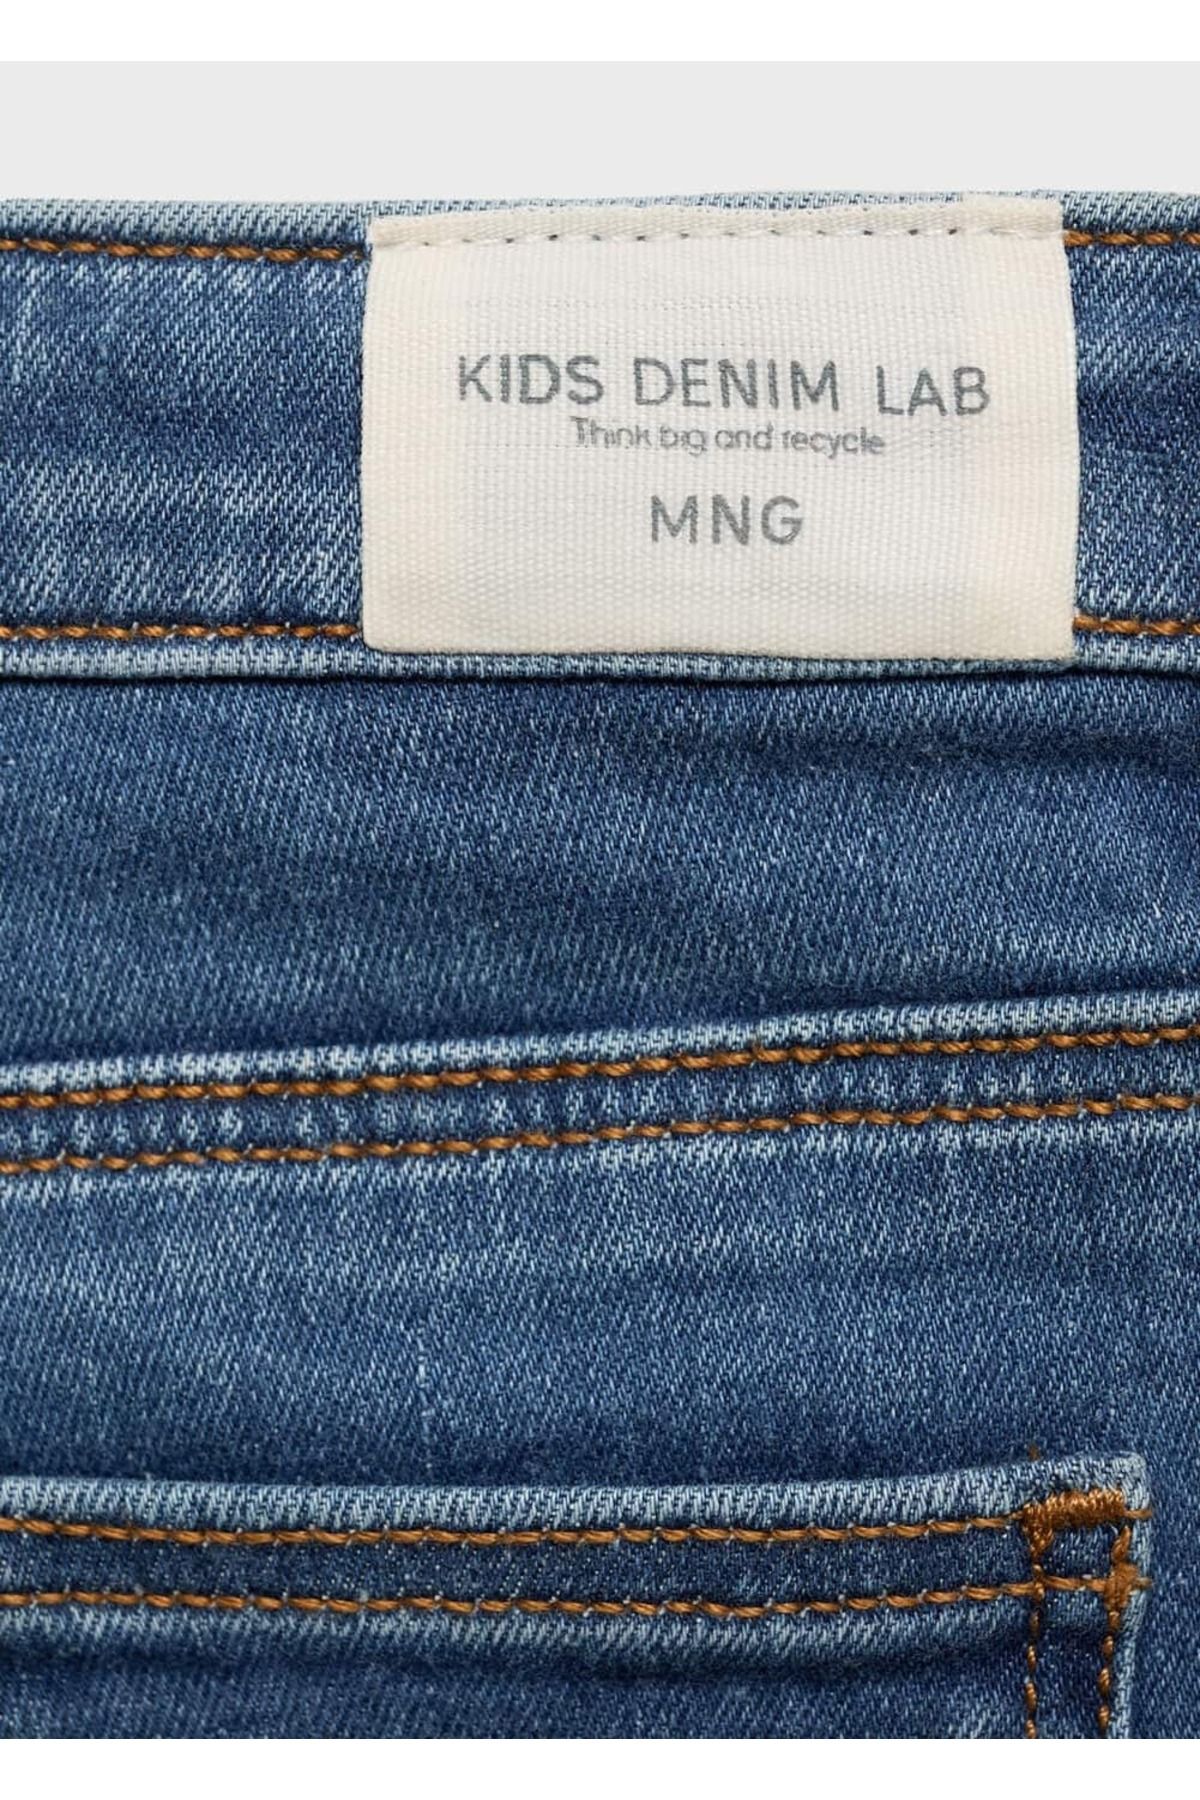 KIDS DENIM LAB
Think big and recycle
MNG